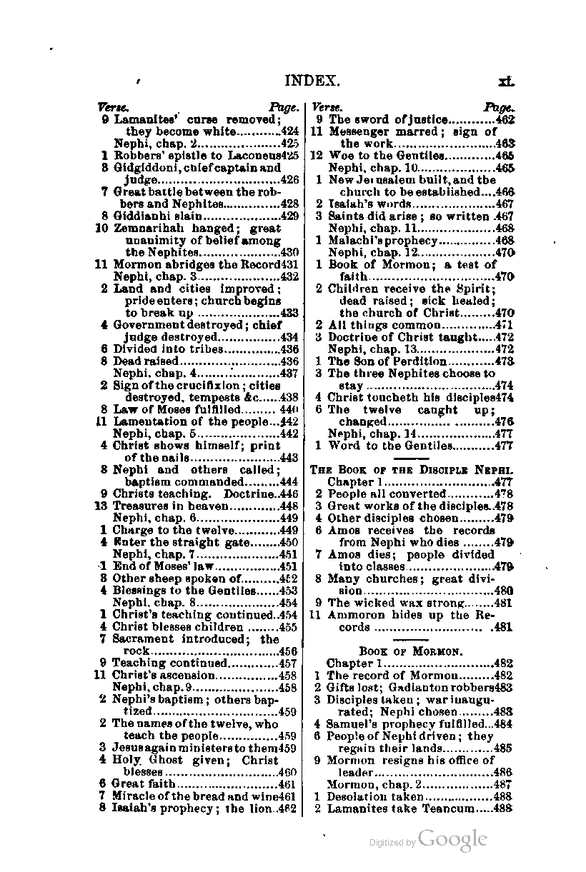 INDEX. xi.
Verse. Page.
9 Lamanites' curse removed;
they become white............424
Nephi, chap. 2....................425
1 Robbers' epistle to Laconeus425
8 Gidgiddoni, chief captain and
judge.............................426
7 Great battle between the rob-
bers and Nephites..............428
8 Giddianhi slain...................429
10 Zemnarihah hanged; great
unanimity of belief among
the Nephites.....................430
11 Mormon abridges the Record431
Nephi, chap. 3...................432
2 Land and cities improved;
pride enters; church begins
to break up .....................433
4 Government destroyed; chief
judge destroyed................434
6 Divided into tribes..............436
8 Dead raised.......................436
Nephi, chap. 4...................437
2 Sign of the crucifixion; cities
destroyed, tempests &c......438
8 Law of Moses fulfilled......... 440
11 Lamentation of the people...442
Nephi, chap. 5...................442
4 Christ shows himself; print
of the nails......................443
8 Nephi and others called;
baptism commanded.........444
9 Christs teaching. Doctrine..446
13 Treasures in heaven............448
Nephi, chap. 6...................449
1 Charge to the twelve...........449
4 Enter the straight gate........450
Nephi, chap. 7...................451
1 End of Moses' law...............451
8 Other sheep spoken of.........452
4 Blessings to the Gentiles......453
Nephi, chap. 8...................454
1 Christ's teaching continued..454
4 Christ blesses children ........455
7 Sacrament introduced; the
rock................................456
9 Teaching continued.............457
11 Christ's ascension...............458
Nephi, chap. 9...................458
2 Nephi's baptism; others bap-
tized...............................459
2 The names of the twelve, who
teach the people...............459
3 Jesus again ministers to them459
4 Holy Ghost given; Christ
blesses............................460
6 Great faith.........................461
7 Miracle of the bread and wine461
8 Isaiah's prophecy; the lion..462
Verse. Page.
9 The sword of justice............462
11 Messenger marred; sign of
the work.........................463
12 Woe to the Gentiles.............465
Nephi, chap. 10..................465
1 New Jerusalem built, and the
church to be established....466
2 Isaiah's words....................467
3 Saints did arise; so written .467
Nephi, chap. 11..................468
1 Malachi's prophecy..............468
Nephi, chap. 12..................470
1 Book of Mormon; a test of
faith...............................470
2 Children receive the Spirit;
dead raised; sick healed;
the church of Christ.........470
2 All things common.............471
3 Doctrine of Christ taught.....472
Nephi, chap. 13..................472
1 The Son of Perdition...........473
3 The three Nephites choose to
stay ...............................474
4 Christ toucheth his disciples474
6 The twelve caught up;
changed..........................476
Nephi, chap. 14..................477
1 Word to the Gentiles...........477
THE BOOK OF THE DISCIPLE NEPHI.
Chapter 1..........................477
2 People all converted............478
3 Great works of the disciples..478
4 Other disciples chosen.........479
6 Amos receives the records
from Nephi who dies .........479
7 Amos dies; people divided
into classes......................479
8 Many churches; great divi-
sion................................480
9 The wicked wax strong........481
11 Ammoron hides up the Re-
cords .............................481
BOOK OF MORMON.
Chapter 1..........................482
1 The record of Mormon.........482
2 Gifts lost; Gadianton robbers483
3 Disciples taken; war inaugu-
rated; Nephi chosen..........483
4 Samuel's prophecy fulfilled...484
6 People of Nephi driven; they
regain their lands.............485
9 Mormon resigns his office of
leader.............................486
Mormon, chap. 2.................487
1 Desolation taken.................488
2 Lamanites take Teancum.....488
Digitized by Google